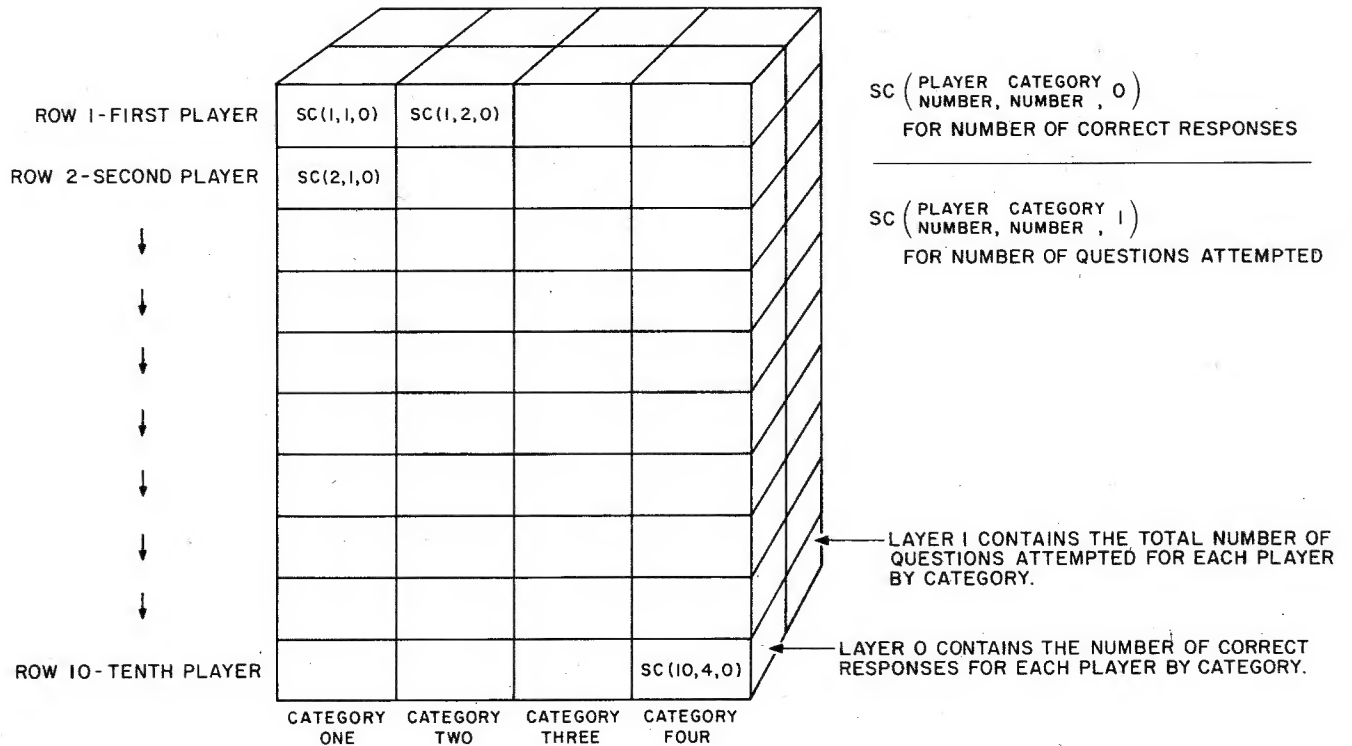 ROW 1-FIRST PLAYER
SC(1,1,0)
SC(1,2,0)
ROW 2-SECOND PLAYER
SC(2,1,0)
ROW 10-TENTH PLAYER
SC(10,4,0)
CATEGORY
ONE
CATEGORY
TWO
CATEGORY
THREE
CATEGORY
FOUR
SC (PLAYER CATEGORY
NUMBER, NUMBER , 0)
FOR NUMBER OF CORRECT RESPONSES
SC (PLAYER CATEGORY
NUMBER, NUMBER , 1)
FOR NUMBER OF QUESTIONS ATTEMPTED
LAYER 1 CONTAINS THE TOTAL NUMBER OF
QUESTIONS ATTEMPTED FOR EACH PLAYER
BY CATEGORY.
LAYER 0 CONTAINS THE NUMBER OF CORRECT
RESPONSES FOR EACH PLAYER BY CATEGORY.